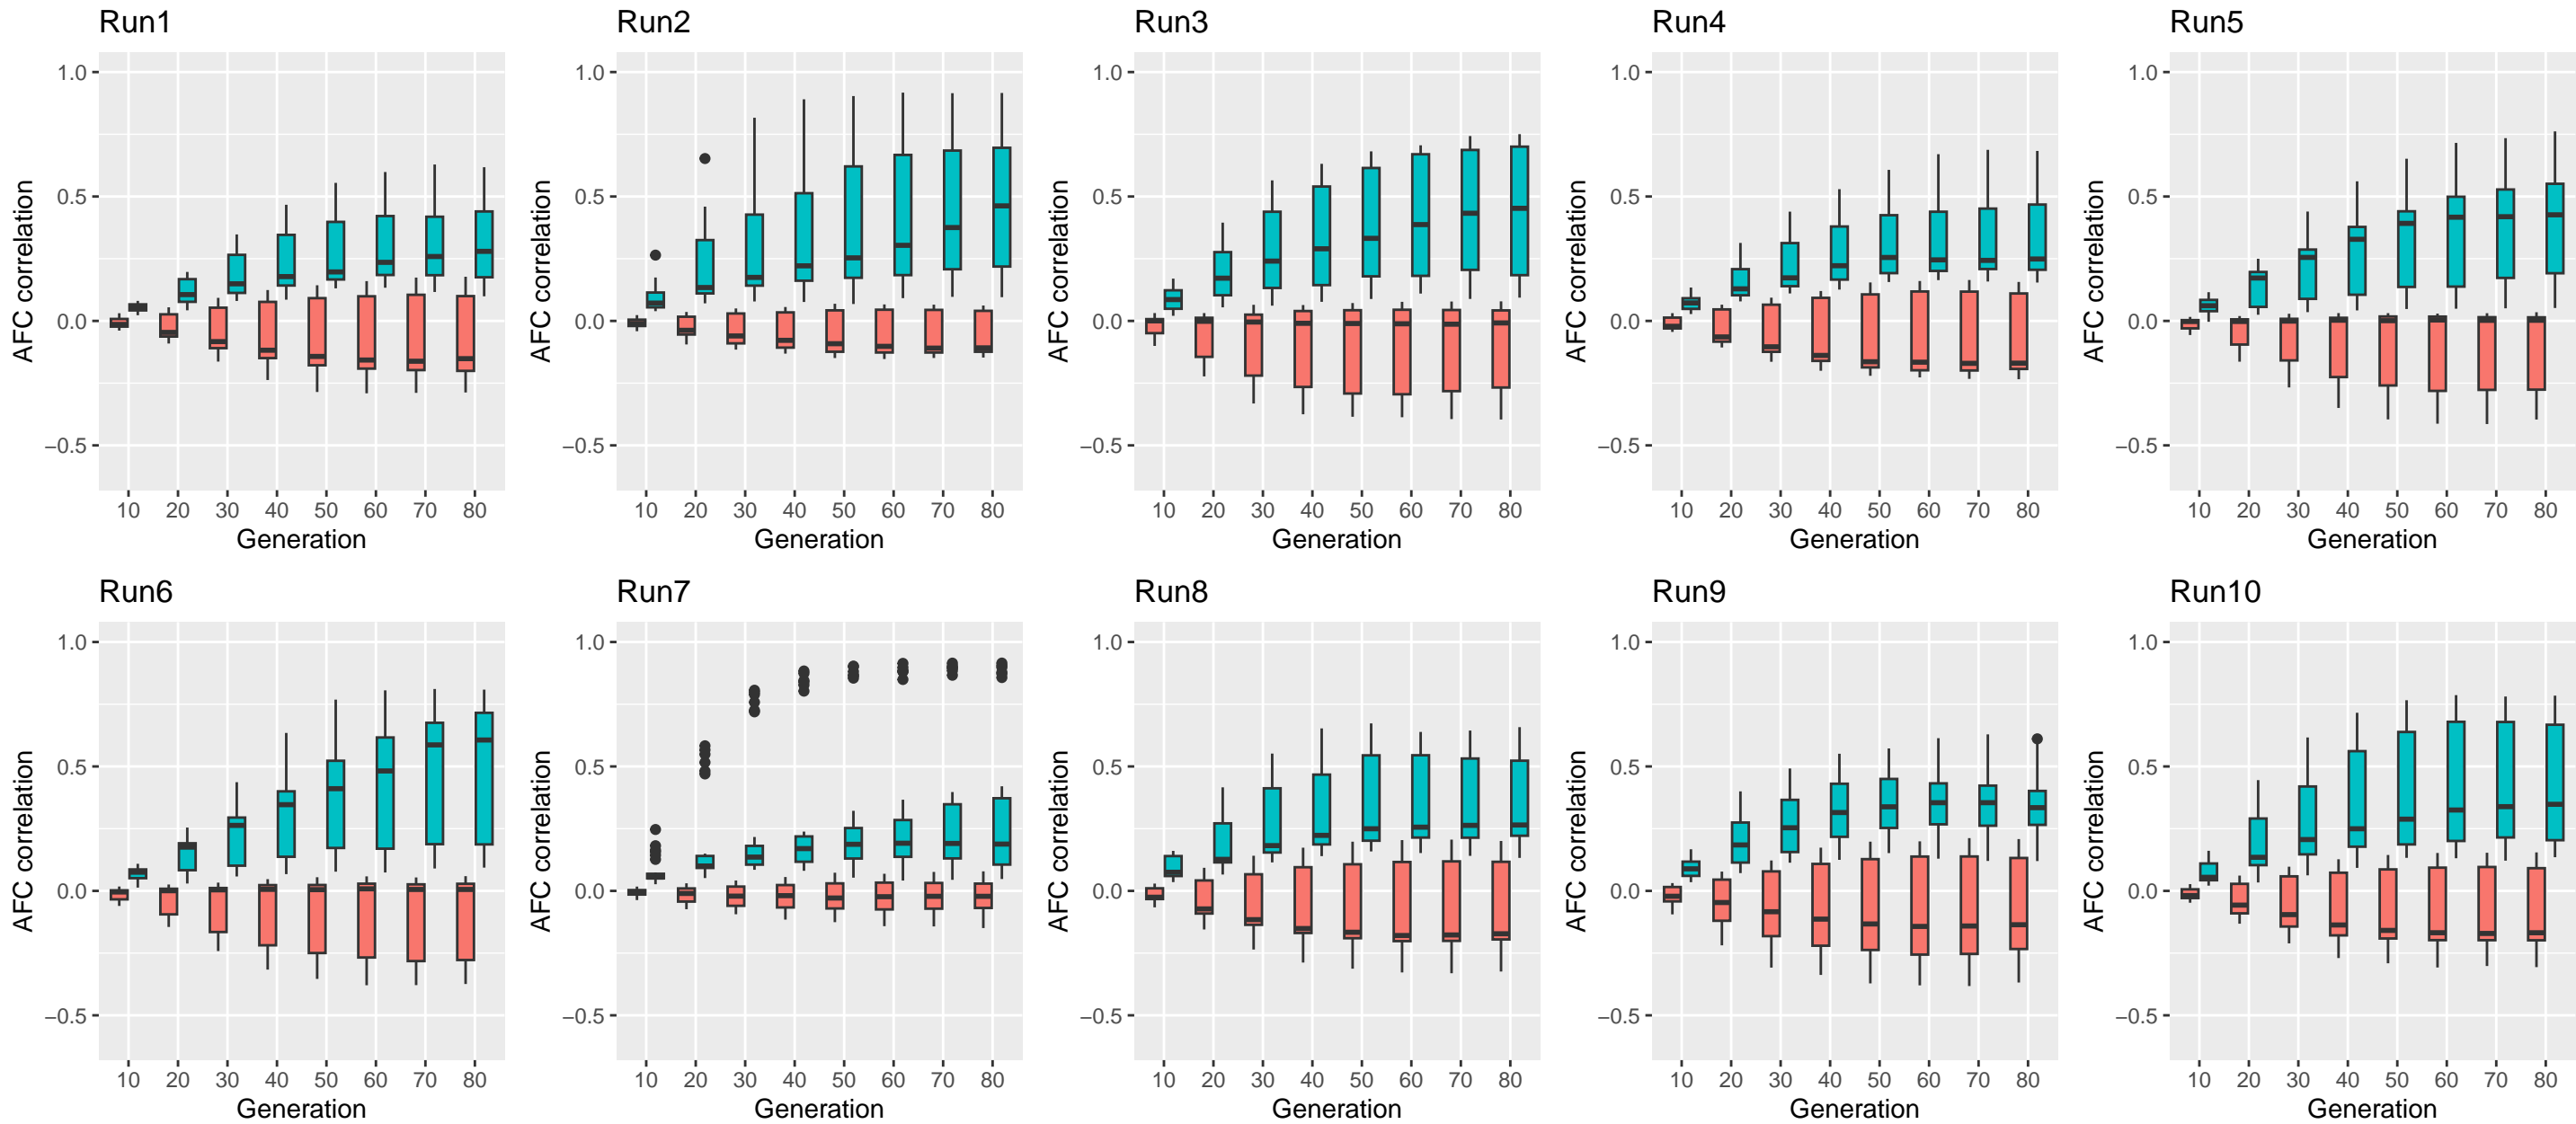 Run1 Run2 Run3 Run4 Run5
1.0 1.0 1.0 1.0 1.0
0.5 0.5 0.5 0.5 0.5
0.0 0.0 0.0 0.0 0.0
−0.5 −0.5 −0.5 −0.5 −0.5
AFC correlation AFC correlation AFC correlation AFC correlation AFC correlation
10 20 30 40 50 60 70 80 10 20 30 40 50 60 70 80 10 20 30 40 50 60 70 80 10 20 30 40 50 60 70 80 10 20 30 40 50 60 70 80
Generation Generation Generation Generation Generation
Run6 Run7 Run8 Run9 Run10
1.0 1.0 1.0 1.0 1.0
0.5 0.5 0.5 0.5 0.5
0.0 0.0 0.0 0.0 0.0
−0.5 −0.5 −0.5 −0.5 −0.5
AFC correlation AFC correlation AFC correlation AFC correlation AFC correlation
10 20 30 40 50 60 70 80 10 20 30 40 50 60 70 80 10 20 30 40 50 60 70 80 10 20 30 40 50 60 70 80 10 20 30 40 50 60 70 80
Generation Generation Generation Generation Generation